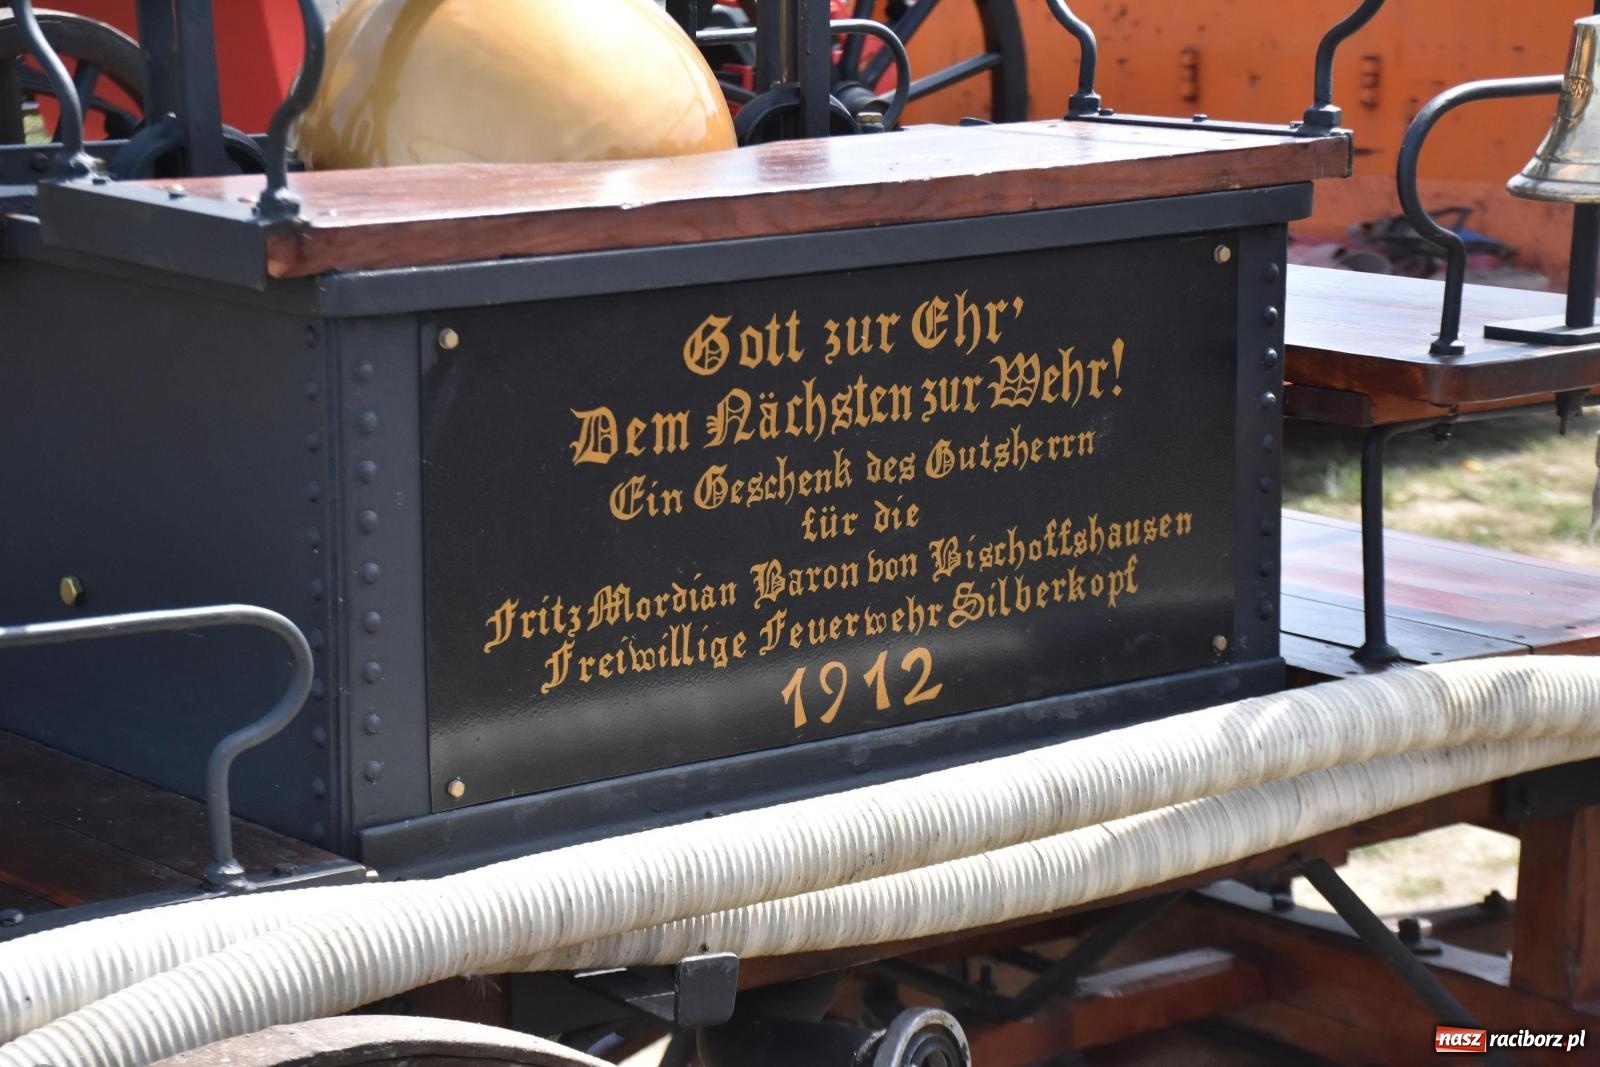 Gott zur Ehr'
Dem Nächsten zur Wehr!
Ein Geschenk des Gutsherrn
für die
Fritz Mordian Baron von Bischoffshausen
Freiwillige Feuerwehr Silberkopf
1912
nasz raciborz.pl